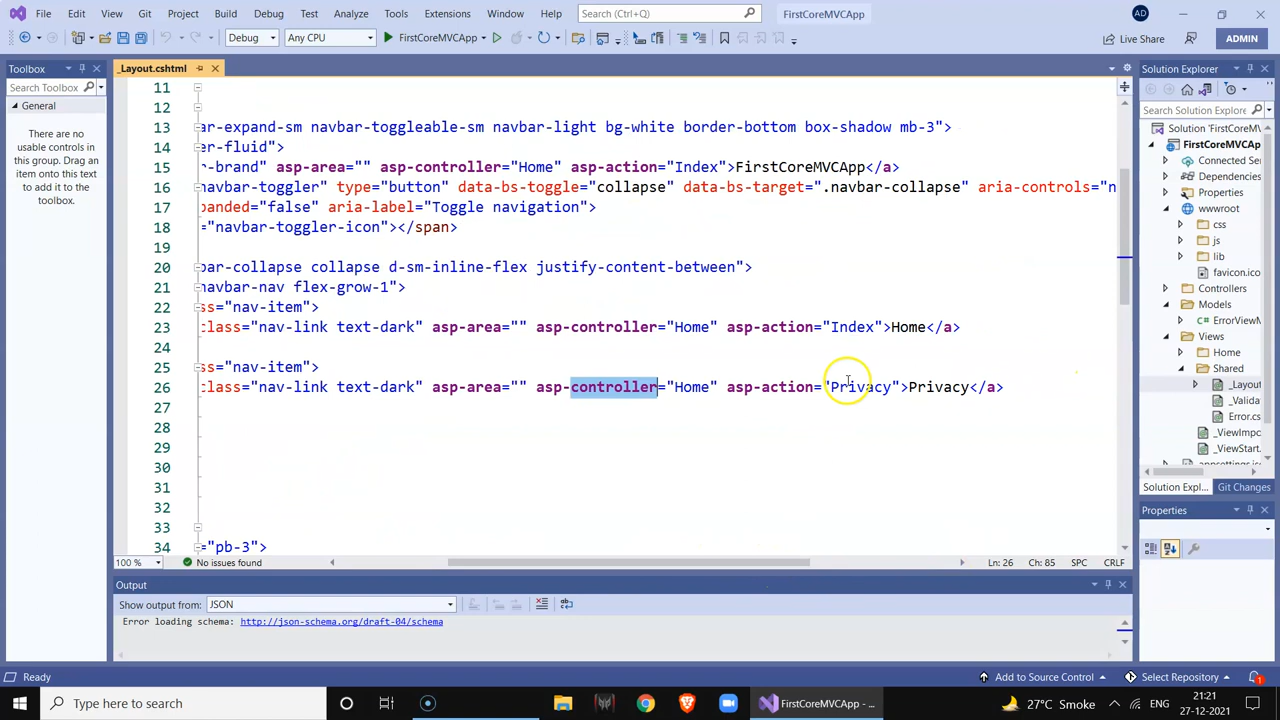 File Edit View Git Project Build Debug Test Analyze Tools Extensions Window Help Search (Ctrl+Q) FirstCoreMVCApp AD
Debug Any CPU FirstCoreMVCApp Live Share ADMIN
Toolbox
Search Toolbox
General
There are no
usable controls in
this group. Drag an
item onto this text
to add it to the
toolbox.
_Layout.cshtml
11
12
13 ar-expand-sm navbar-toggleable-sm navbar-light bg-white border-bottom box-shadow mb-3">
14 er-fluid">
15 r-brand" asp-area="" asp-controller="Home" asp-action="Index">FirstCoreMVCApp</a>
16 navbar-toggler" type="button" data-bs-toggle="collapse" data-bs-target=".navbar-collapse" aria-controls="n
17 panded="false" aria-label="Toggle navigation">
18 ="navbar-toggler-icon"></span>
19
20 bar-collapse collapse d-sm-inline-flex justify-content-between">
21 navbar-nav flex-grow-1">
22 ss="nav-item">
23 class="nav-link text-dark" asp-area="" asp-controller="Home" asp-action="Index">Home</a>
24
25 ss="nav-item">
26 class="nav-link text-dark" asp-area="" asp-controller="Home" asp-action="Privacy">Privacy</a>
27
28
29
30
31
32
33
34 ="pb-3">
100 % No issues found Ln: 26 Ch: 85 SPC CRLF
Output
Show output from: JSON
Error loading schema: http://json-schema.org/draft-04/schema
Solution Explorer
Search Solution Explore
Solution 'FirstCoreMVC
FirstCoreMVCAp
Connected Ser
Dependencies
Properties
wwwroot
css
js
lib
favicon.ico
Controllers
Models
ErrorViewM
Views
Home
Shared
_Layou
_Valida
Error.cs
_ViewImpo
_ViewStart.
appsettings.js
Solution Expl... Git Changes
Properties
Ready Add to Source Control Select Repository 1
Type here to search FirstCoreMVCApp - ... 27°C Smoke ENG 21:21
27-12-2021